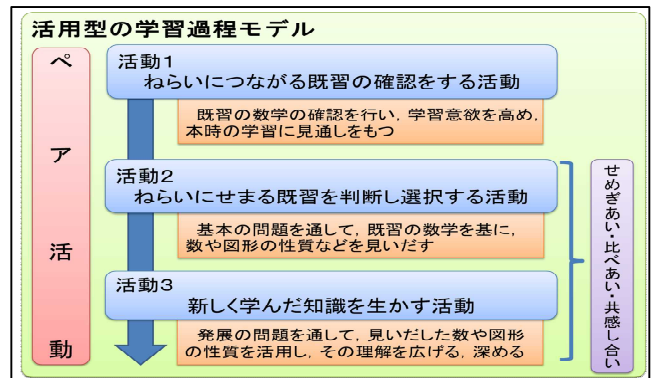 活用型の学習過程モデル
ペア活動
活動1
ねらいにつながる既習の確認をする活動
既習の数学の確認を行い，学習意欲を高め，
本時の学習に見通しをもつ
活動2
ねらいにせまる既習を判断し選択する活動
基本の問題を通して，既習の数学を基に，
数や図形の性質などを見いだす
活動3
新しく学んだ知識を生かす活動
発展の問題を通して，見いだした数や図形
の性質を活用し，その理解を広げる，深める
せめぎあい・比べあい・共感し合い